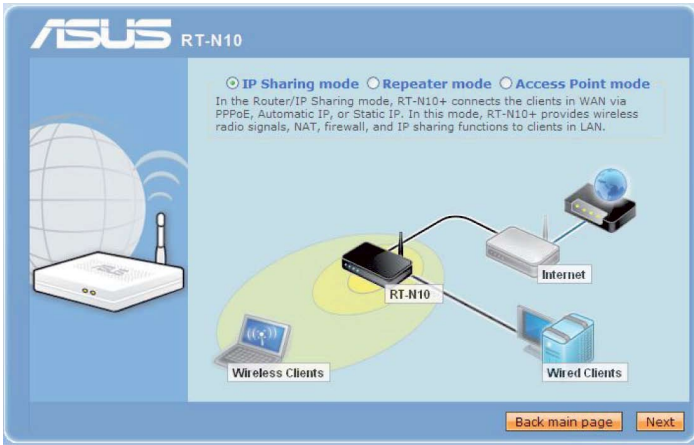 ASUS RT-N10
IP Sharing mode Repeater mode Access Point mode
In the Router/IP Sharing mode, RT-N10+ connects the clients in WAN via
PPPoE, Automatic IP, or Static IP. In this mode, RT-N10+ provides wireless
radio signals, NAT, firewall, and IP sharing functions to clients in LAN.
ASUS
Internet
RT-N10
Wireless Clients
Wired Clients
Back main page Next